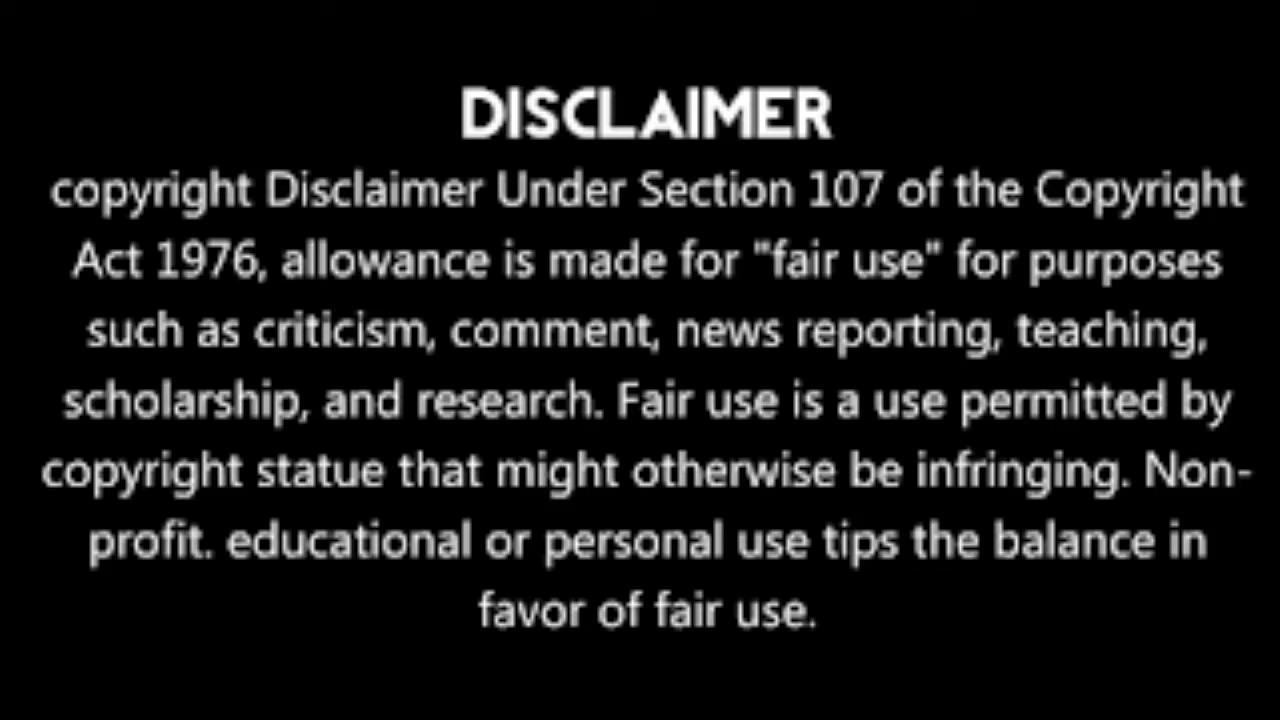 DISCLAIMER
copyright Disclaimer Under Section 107 of the Copyright
Act 1976, allowance is made for "fair use" for purposes
such as criticism, comment, news reporting, teaching,
scholarship, and research. Fair use is a use permitted by
copyright statue that might otherwise be infringing. Non-
profit. educational or personal use tips the balance in
favor of fair use.